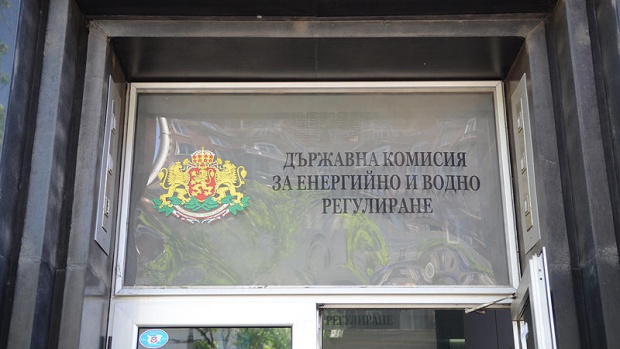 ДЪРЖАВНА КОМИСИЯ
ЗА ЕНЕРГИЙНО И ВОДНО
РЕГУЛИРАНЕ
РЕГУЛИРАНЕ